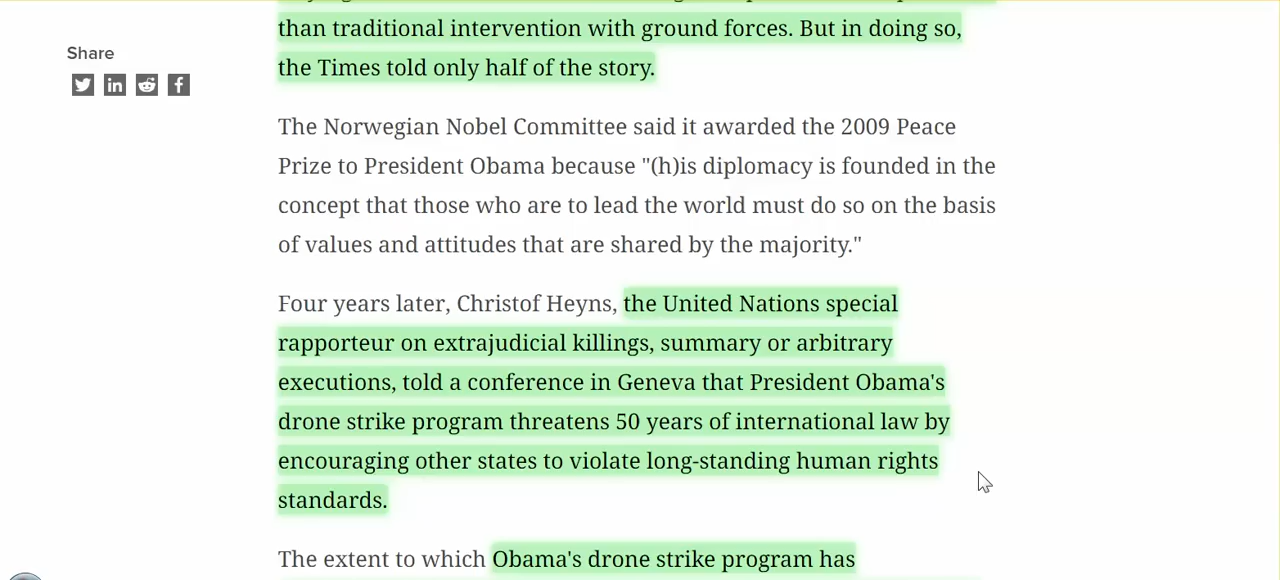 than traditional intervention with ground forces. But in doing so,
the Times told only half of the story.
Share
The Norwegian Nobel Committee said it awarded the 2009 Peace
Prize to President Obama because "(h)is diplomacy is founded in the
concept that those who are to lead the world must do so on the basis
of values and attitudes that are shared by the majority."
Four years later, Christof Heyns, the United Nations special
rapporteur on extrajudicial killings, summary or arbitrary
executions, told a conference in Geneva that President Obama's
drone strike program threatens 50 years of international law by
encouraging other states to violate long-standing human rights
standards.
The extent to which Obama's drone strike program has